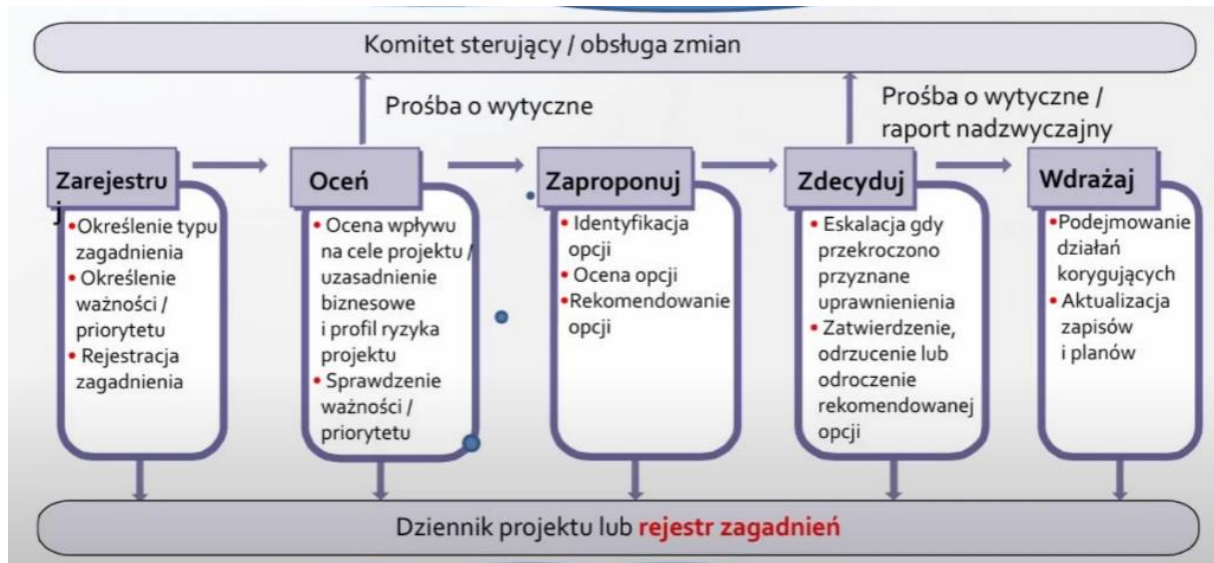 Komitet sterujący / obsługa zmian
Prośba o wytyczne
Prośba o wytyczne /
raport nadzwyczajny
Zarejestru
j
•Określenie typu
zagadnienia
• Określenie
ważności /
priorytetu
• Rejestracja
zagadnienia
Oceń
• Ocena wpływu
na cele projektu /
uzasadnienie
biznesowe
i profil ryzyka
projektu
• Sprawdzenie
ważności /
priorytetu
Zaproponuj
• Identyfikacja
opcji
• Ocena opcji
•Rekomendowanie
opcji
Zdecyduj
• Eskalacja gdy
przekroczono
przyznane
uprawnienienia
• Zatwierdzenie,
odrzucenie lub
odroczenie
rekomendowanej
opcji
Wdrażaj
•Podejmowanie
działań
korygujących
• Aktualizacja
zapisów
i planów
Dziennik projektu lub rejestr zagadnień